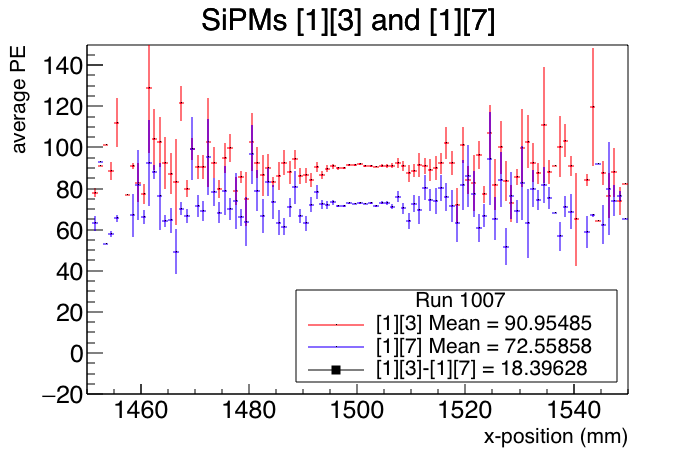 SiPMs [1][3] and [1][7]
average PE
140
120
100
80
60
40
20
0
−20
1460
1480
1500
1520
1540
x-position (mm)
Run 1007
[1][3] Mean = 90.95485
[1][7] Mean = 72.55858
[1][3]-[1][7] = 18.39628